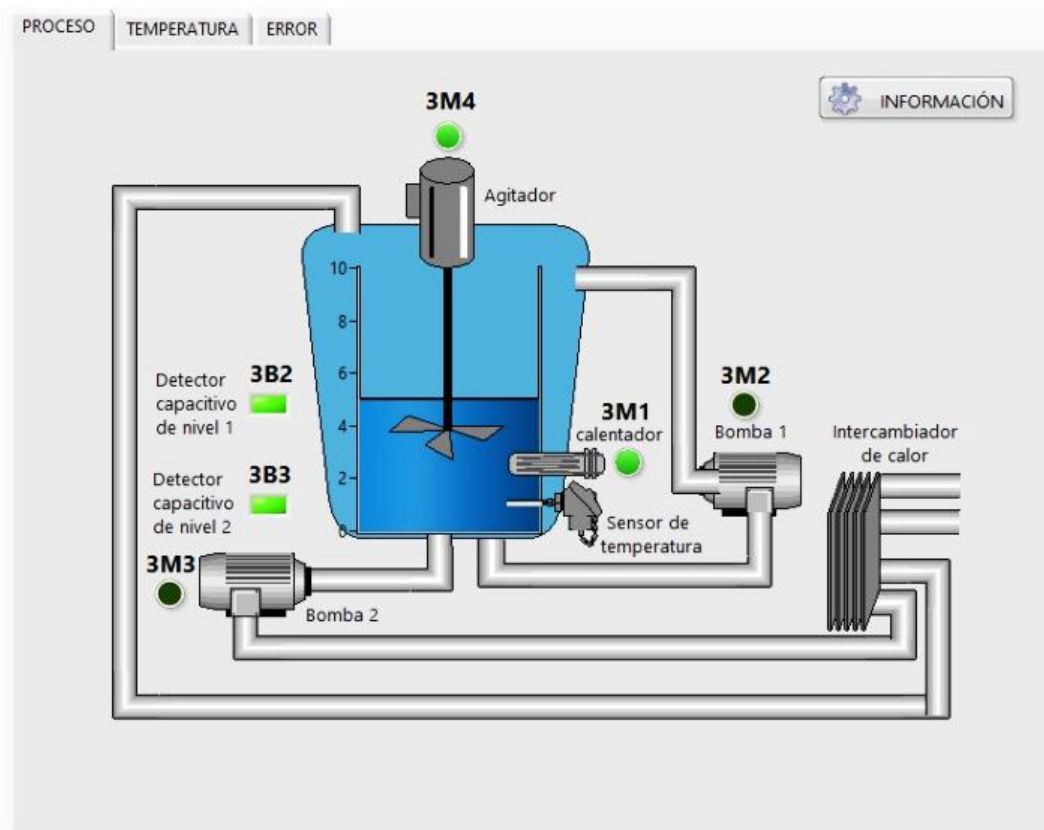 PROCESO
TEMPERATURA
ERROR
INFORMACIÓN
3M4
Agitador
10
8
6
4
2
0
Detector
capacitivo
de nivel 1
3B2
Detector
capacitivo
de nivel 2
3B3
3M1
calentador
Sensor de
temperatura
3M2
Bomba 1
Intercambiador
de calor
3M3
Bomba 2